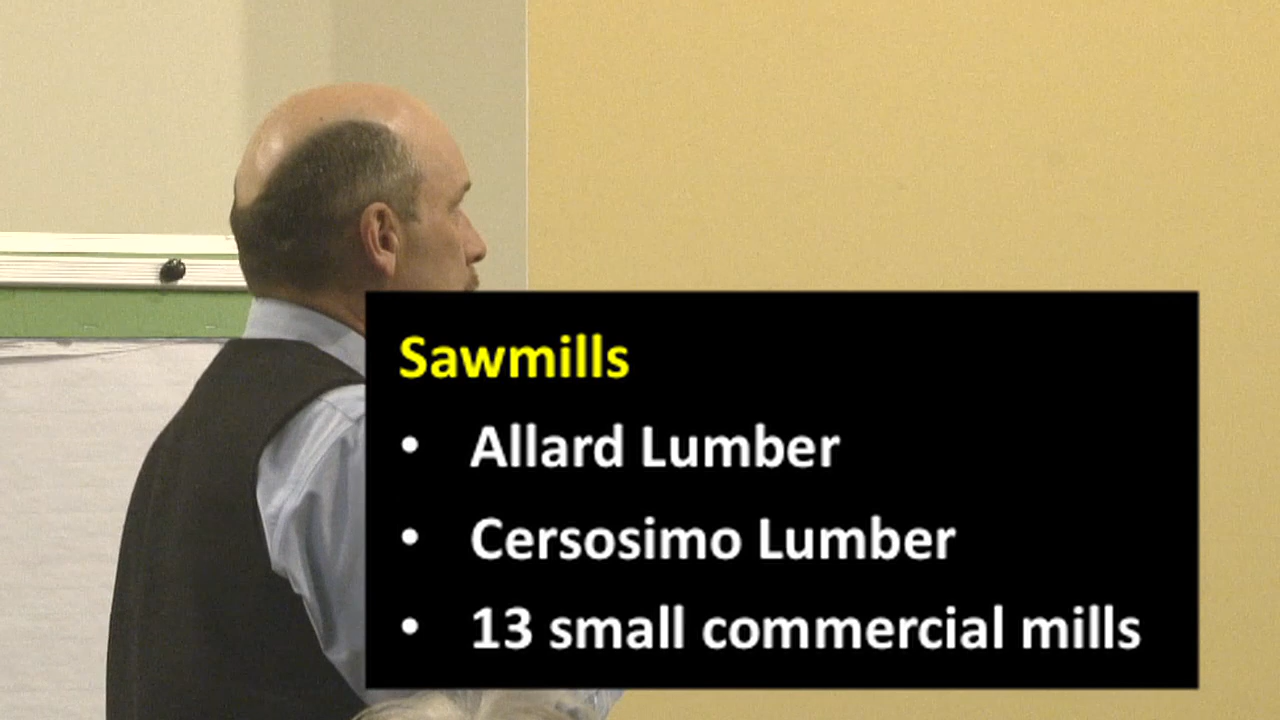 Sawmills
• Allard Lumber
• Cersosimo Lumber
• 13 small commercial mills